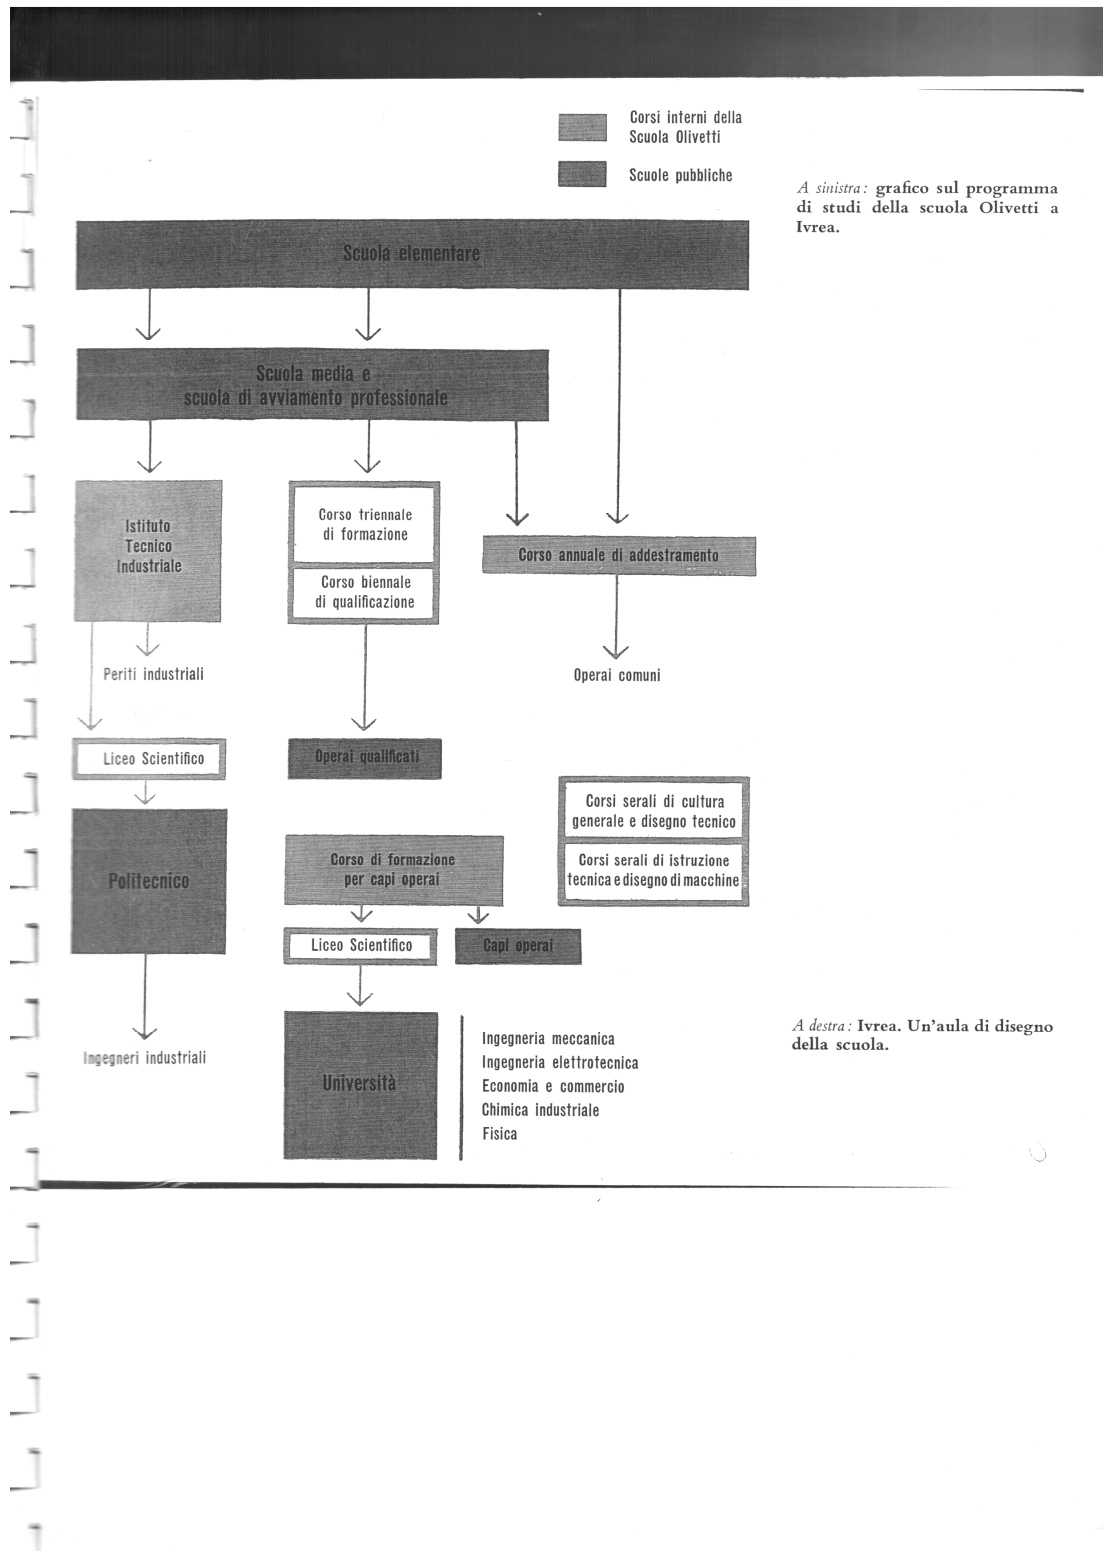 Corsi interni della
Scuola Olivetti
Scuole pubbliche
A sinistra: grafico sul programma
di studi della scuola Olivetti a
Ivrea.
Scuola elementare
Scuola media e
scuola di avviamento professionale
Istituto
Tecnico
Industriale
Corso triennale
di formazione
Corso biennale
di qualificazione
Corso annuale di addestramento
Periti industriali
Operai comuni
Liceo Scientifico
Operai qualificati
Corsi serali di cultura
generale e disegno tecnico
Corsi serali di istruzione
tecnica e disegno di macchine
Politecnico
Corso di formazione
per capi operai
Liceo Scientifico
Capi operai
Ingegneri industriali
Università
Ingegneria meccanica
Ingegneria elettrotecnica
Economia e commercio
Chimica industriale
Fisica
A destra: Ivrea. Un'aula di disegno
della scuola.